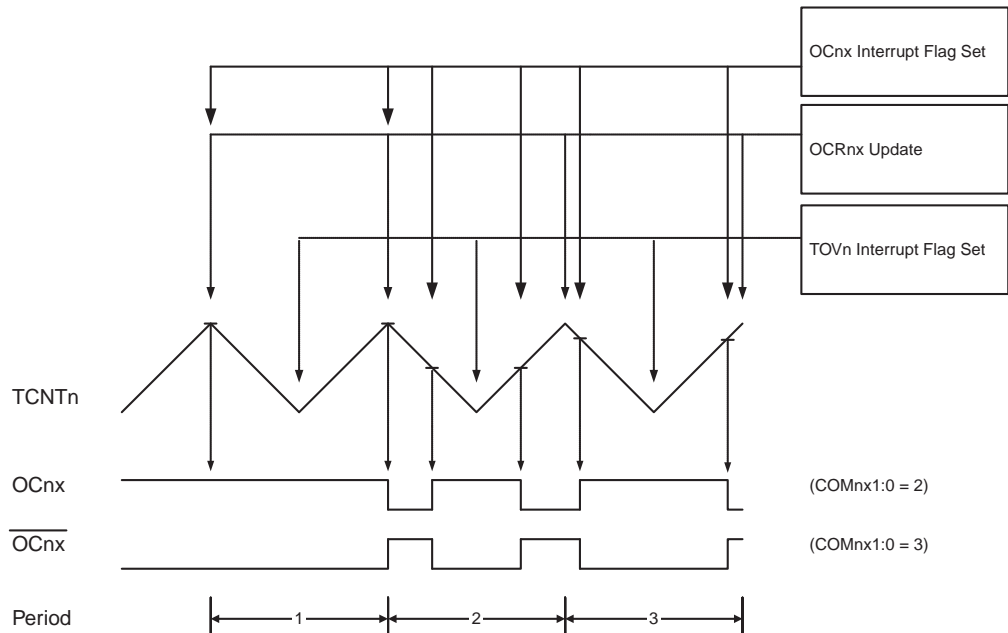 OCnx Interrupt Flag Set
OCRnx Update
TOVn Interrupt Flag Set
TCNTn
OCnx
(COMnx1:0 = 2)
OCnx
(COMnx1:0 = 3)
Period
1
2
3